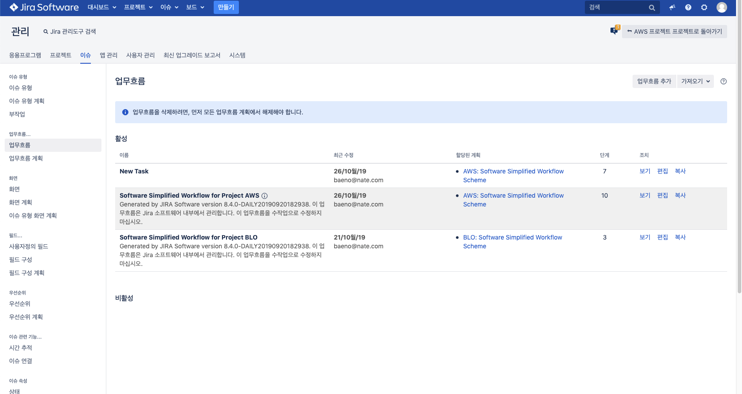 Jira Software 대시보드 프로젝트 이슈 보드 만들기 검색
관리 Jira 관리도구 검색 AWS 프로젝트 프로젝트로 돌아가기
응용프로그램 프로젝트 이슈 앱 관리 사용자 관리 최신 업그레이드 보고서 시스템
이슈 유형
이슈 유형
이슈 유형 계획
부작업
업무흐름...
업무흐름
업무흐름 계획
화면
화면
화면 계획
이슈 유형 화면 계획
필드...
사용자정의 필드
필드 구성
필드 구성 계획
우선순위
우선순위
우선순위 계획
이슈 관련 기능...
시간 추적
이슈 연결
이슈 속성
상태
업무흐름 업무흐름 추가 가져오기
업무흐름을 삭제하려면, 먼저 모든 업무흐름 계획에서 해제해야 합니다.
활성
이름 최근 수정 할당된 계획 단계 조치
New Task 26/10월/19 AWS: Software Simplified Workflow 7 보기 편집 복사
baeno@nate.com Scheme
Software Simplified Workflow for Project AWS 26/10월/19 AWS: Software Simplified Workflow 10 보기 편집 복사
Generated by JIRA Software version 8.4.0-DAILY20190920182938. 이 업 baeno@nate.com Scheme
무흐름은 Jira 소프트웨어 내부에서 관리합니다. 이 업무흐름을 수작업으로 수정하지
마십시오.
Software Simplified Workflow for Project BLO 21/10월/19 BLO: Software Simplified Workflow 3 보기 편집 복사
Generated by JIRA Software version 8.4.0-DAILY20190920182938. 이 업 baeno@nate.com Scheme
무흐름은 Jira 소프트웨어 내부에서 관리합니다. 이 업무흐름을 수작업으로 수정하지
마십시오.
비활성